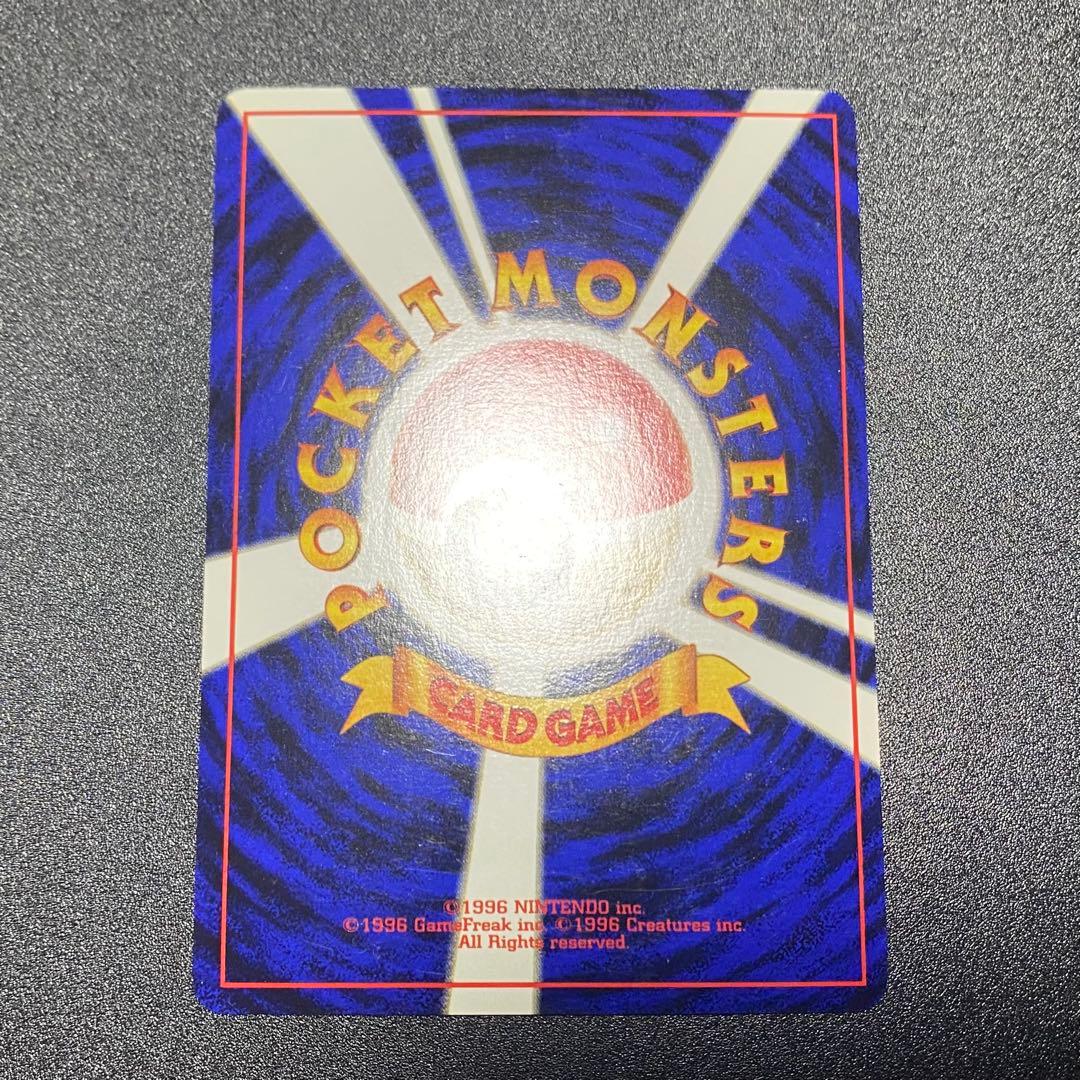 POCKET MONSTERS
CARD GAME
©1996 NINTENDO inc.
©1996 GameFreak inc. ©1996 Creatures inc.
All Rights reserved.